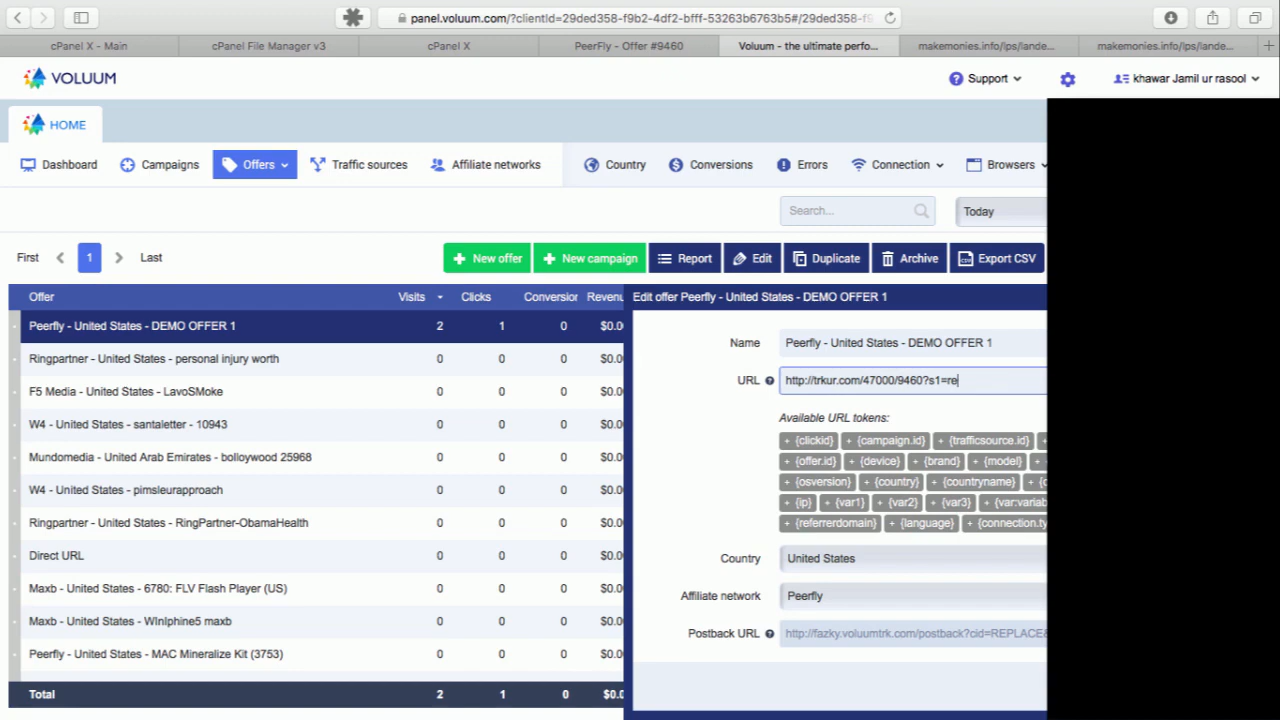 panel.voluum.com/?clientId=29ded358-f9b2-4df2-bfff-53263b6763b5#/29ded358-f9
cPanel X - Main
cPanel File Manager v3
cPanel X
PeerFly - Offer #9460
Voluum - the ultimate perfo...
makemonies.info/lps/lande...
makemonies.info/lps/lande...
VOLUUM
Support
khawar Jamil ur rasool
HOME
Dashboard
Campaigns
Offers
Traffic sources
Affiliate networks
Country
Conversions
Errors
Connection
Browsers
Search...
Today
First
1
Last
New offer
New campaign
Report
Edit
Duplicate
Archive
Export CSV
Offer Visits Clicks Conversion Revenu
Peerfly - United States - DEMO OFFER 1 2 1 0 $0.0
Ringpartner - United States - personal injury worth 0 0 0 $0.0
F5 Media - United States - LavoSMoke 0 0 0 $0.0
W4 - United States - santaletter - 10943 0 0 0 $0.0
Mundomedia - United Arab Emirates - bolloywood 25968 0 0 0 $0.0
W4 - United States - pimsleurapproach 0 0 0 $0.0
Ringpartner - United States - RingPartner-ObamaHealth 0 0 0 $0.0
Direct URL 0 0 0 $0.0
Maxb - United States - 6780: FLV Flash Player (US) 0 0 0 $0.0
Maxb - United States - WInIphine5 maxb 0 0 0 $0.0
Peerfly - United States - MAC Mineralize Kit (3753) 0 0 0 $0.0
Total 2 1 0 $0.0
Edit offer Peerfly - United States - DEMO OFFER 1
Name Peerfly - United States - DEMO OFFER 1
URL http://trkur.com/47000/9460?s1=re
Available URL tokens:
+ {clickid} + {campaign.id} + {trafficsource.id} +
+ {offer.id} + {device} + {brand} + {model} +
+ {osversion} + {country} + {countryname} +
+ {ip} + {var1} + {var2} + {var3} + {var:variab
+ {referrerdomain} + {language} + {connection.ty
Country United States
Affiliate network Peerfly
Postback URL http://fazky.voluumtrk.com/postback?cid=REPLACE&